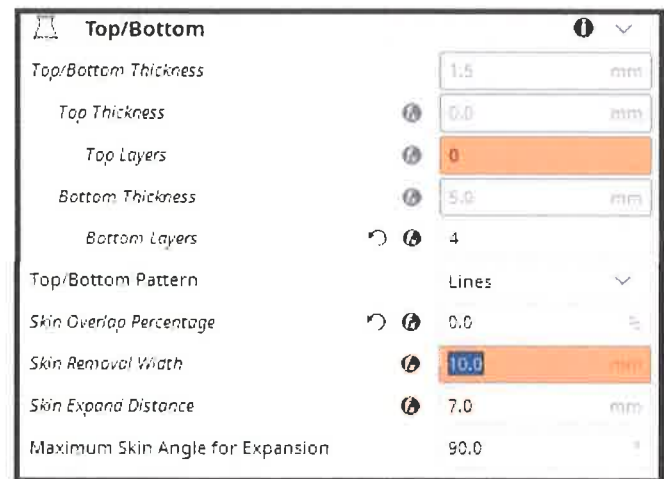 Top/Bottom
Top/Bottom Thickness 1.5 mm
Top Thickness 0.0 mm
Top Layers 0
Bottom Thickness 5.0 mm
Bottom Layers 4
Top/Bottom Pattern Lines
Skin Overlap Percentage 0.0 %
Skin Removal Width 10.0 mm
Skin Expand Distance 7.0 mm
Maximum Skin Angle for Expansion 90.0 °